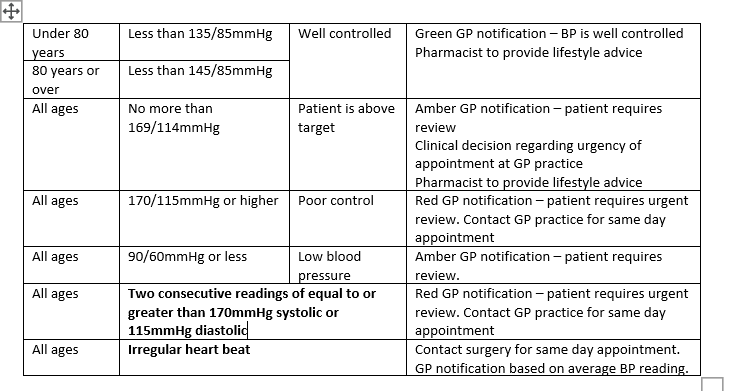 Under 80 years
Less than 135/85mmHg
Well controlled
Green GP notification – BP is well controlled
Pharmacist to provide lifestyle advice
80 years or over
Less than 145/85mmHg
All ages
No more than
169/114mmHg
Patient is above
target
Amber GP notification – patient requires
review
Clinical decision regarding urgency of
appointment at GP practice
Pharmacist to provide lifestyle advice
All ages
170/115mmHg or higher
Poor control
Red GP notification – patient requires urgent
review. Contact GP practice for same day
appointment
All ages
90/60mmHg or less
Low blood
pressure
Amber GP notification – patient requires
review.
All ages
Two consecutive readings of equal to or
greater than 170mmHg systolic or
115mmHg diastolic
Red GP notification – patient requires urgent
review. Contact GP practice for same day
appointment
All ages
Irregular heart beat
Contact surgery for same day appointment.
GP notification based on average BP reading.